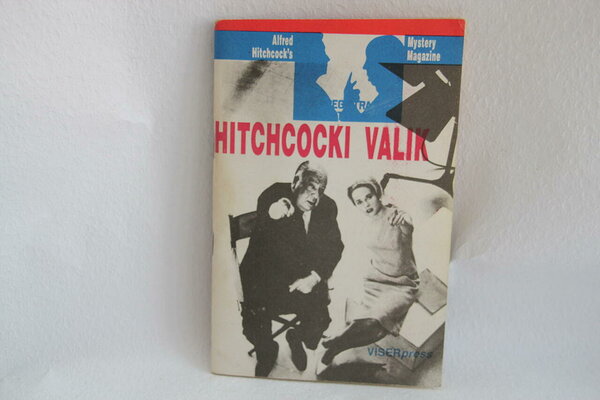 Alfred
Hitchcock's
Mystery
Magazine
HITCHCOCKI VALIK
VISERpress